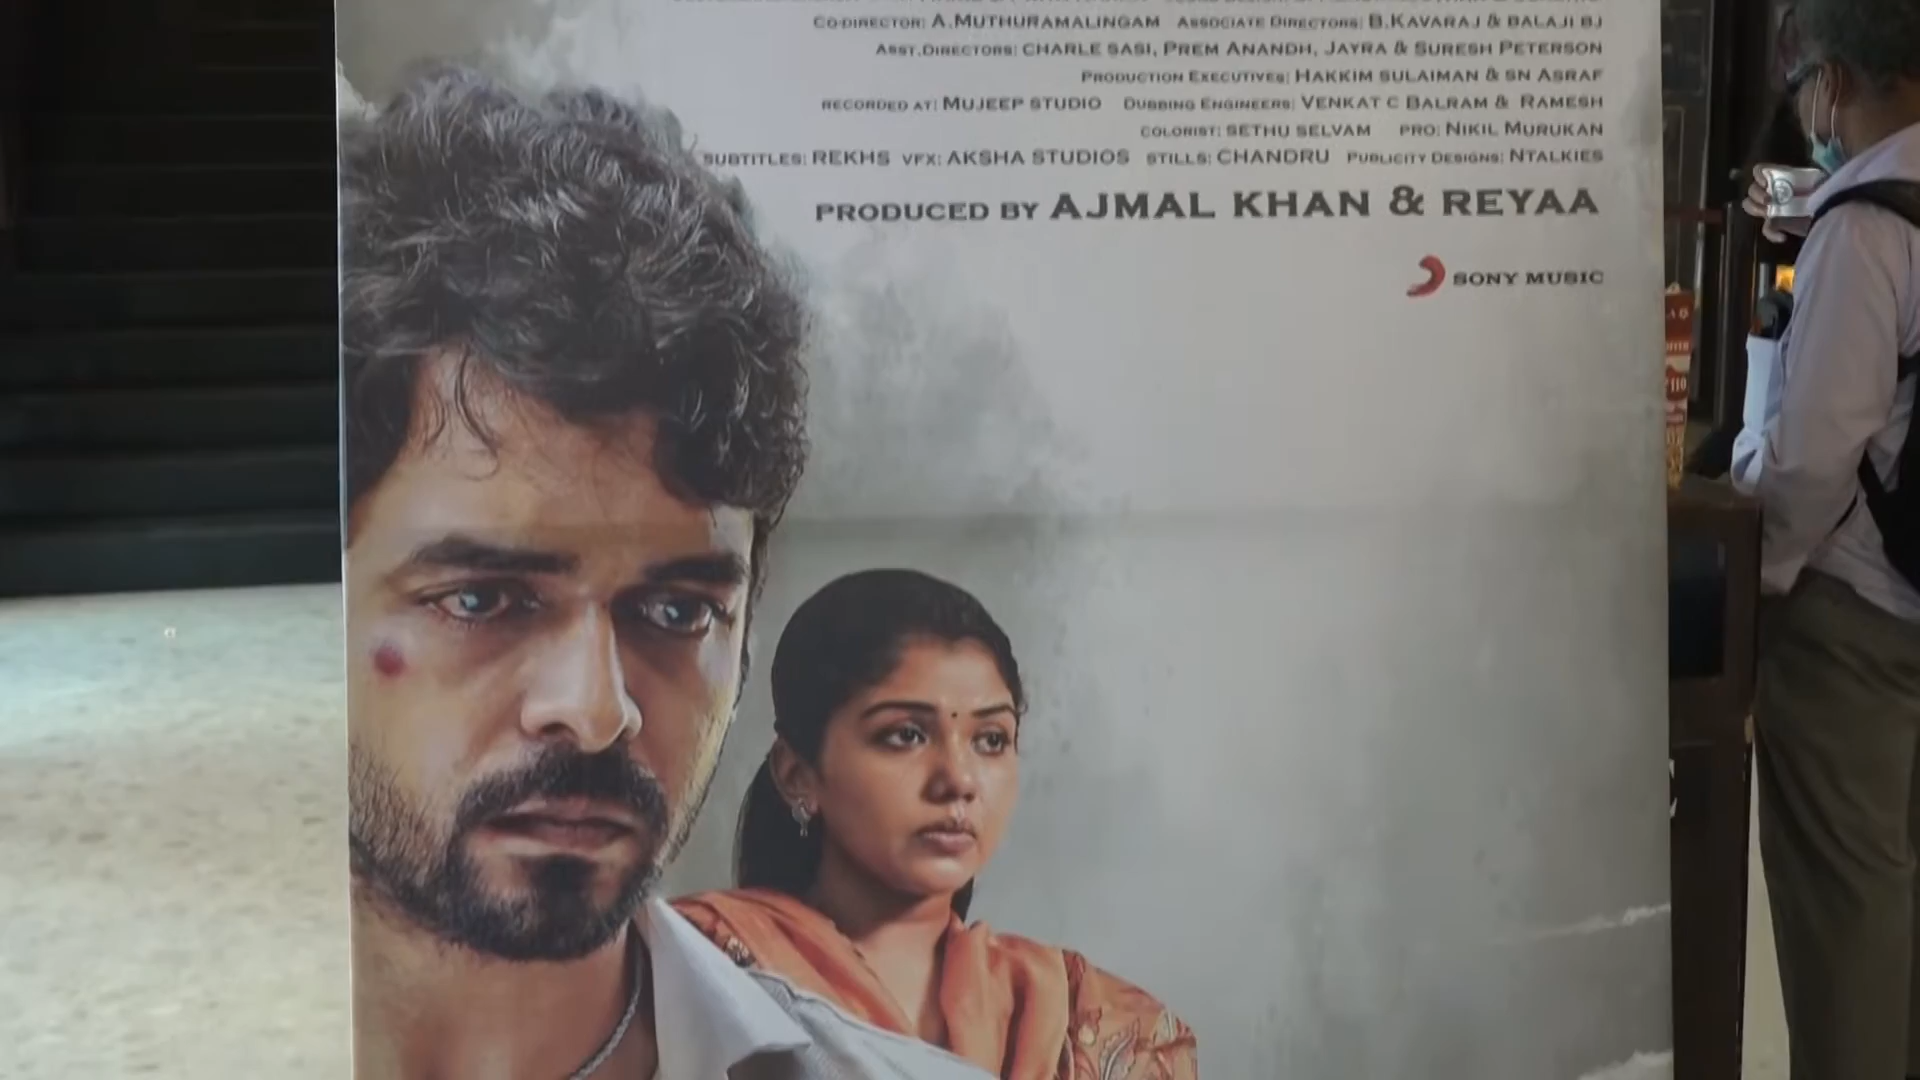 CO-DIRECTOR: A.MUTHURAMALINGAM ASSOCIATE DIRECTORS: B.KAVARAJ & BALAJI BJ
ASST.DIRECTORS: CHARLE SASI, PREM ANANDH, JAYRA & SURESH PETERSON
PRODUCTION EXECUTIVES: HAKKIM SULAIMAN & SN ASRAF
RECORDED AT: MUJEEP STUDIO DUBBING ENGINEERS: VENKAT C BALRAM & RAMESH
COLORIST: SETHU SELVAM PRO: NIKIL MURUKAN
SUBTITLES: REKHS VFX: AKSHA STUDIOS STILLS: CHANDRU PUBLICITY DESIGNS: NTALKIES
PRODUCED BY AJMAL KHAN & REYAA
SONY MUSIC